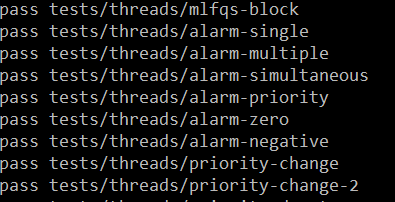 pass tests/threads/mlfqs-block
pass tests/threads/alarm-single
pass tests/threads/alarm-multiple
pass tests/threads/alarm-simultaneous
pass tests/threads/alarm-priority
pass tests/threads/alarm-zero
pass tests/threads/alarm-negative
pass tests/threads/priority-change
pass tests/threads/priority-change-2